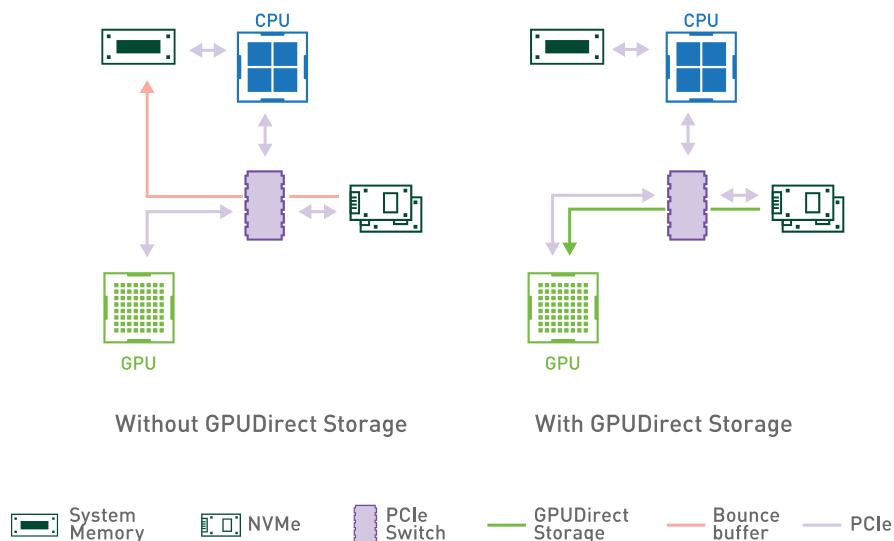 CPU
CPU
GPU
GPU
Without GPUDirect Storage
With GPUDirect Storage
System
Memory
NVMe
PCIe
Switch
GPUDirect
Storage
Bounce
buffer
PCIe